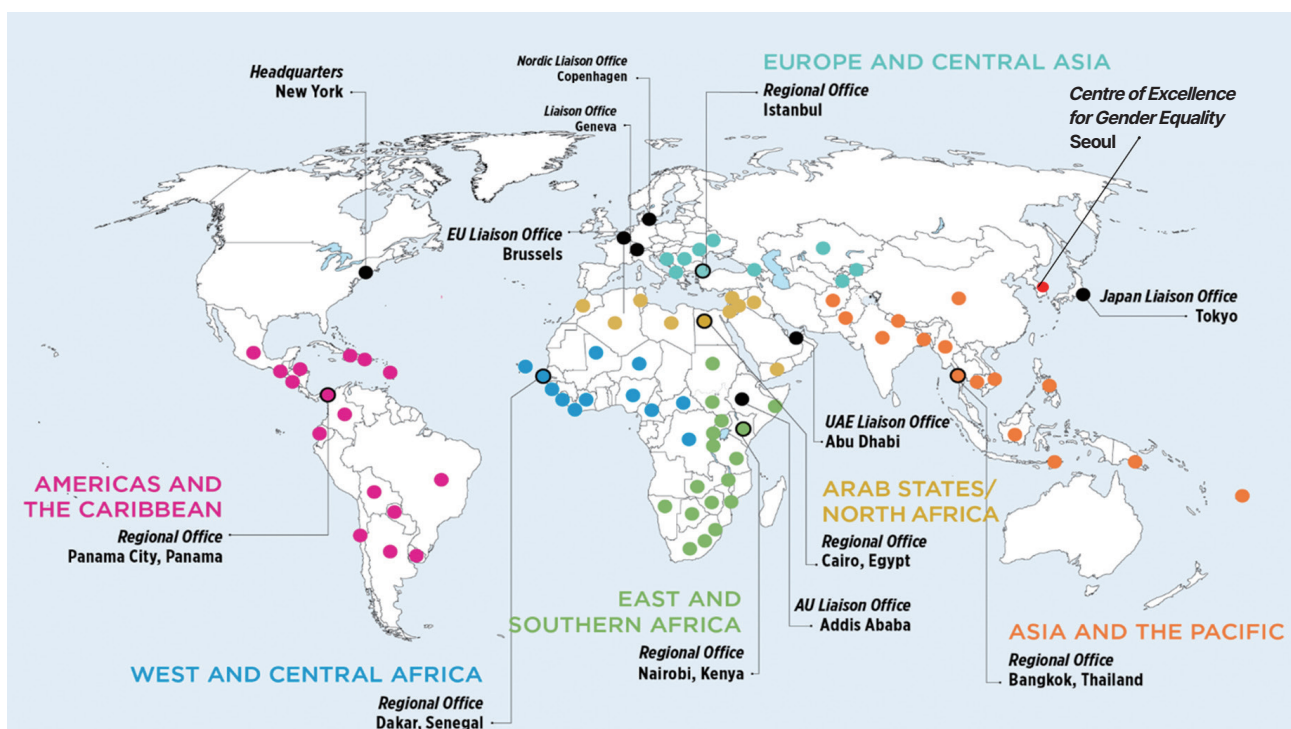 Headquarters
New York
Nordic Liaison Office
Copenhagen
Liaison Office
Geneva
EUROPE AND CENTRAL ASIA
Regional Office
Istanbul
Centre of Excellence
for Gender Equality
Seoul
EU Liaison Office
Brussels
Japan Liaison Office
Tokyo
UAE Liaison Office
Abu Dhabi
AMERICAS AND
THE CARIBBEAN
Regional Office
Panama City, Panama
ARAB STATES/
NORTH AFRICA
Regional Office
Cairo, Egypt
AU Liaison Office
Addis Ababa
EAST AND
SOUTHERN AFRICA
Regional Office
Nairobi, Kenya
ASIA AND THE PACIFIC
Regional Office
Bangkok, Thailand
WEST AND CENTRAL AFRICA
Regional Office
Dakar, Senegal